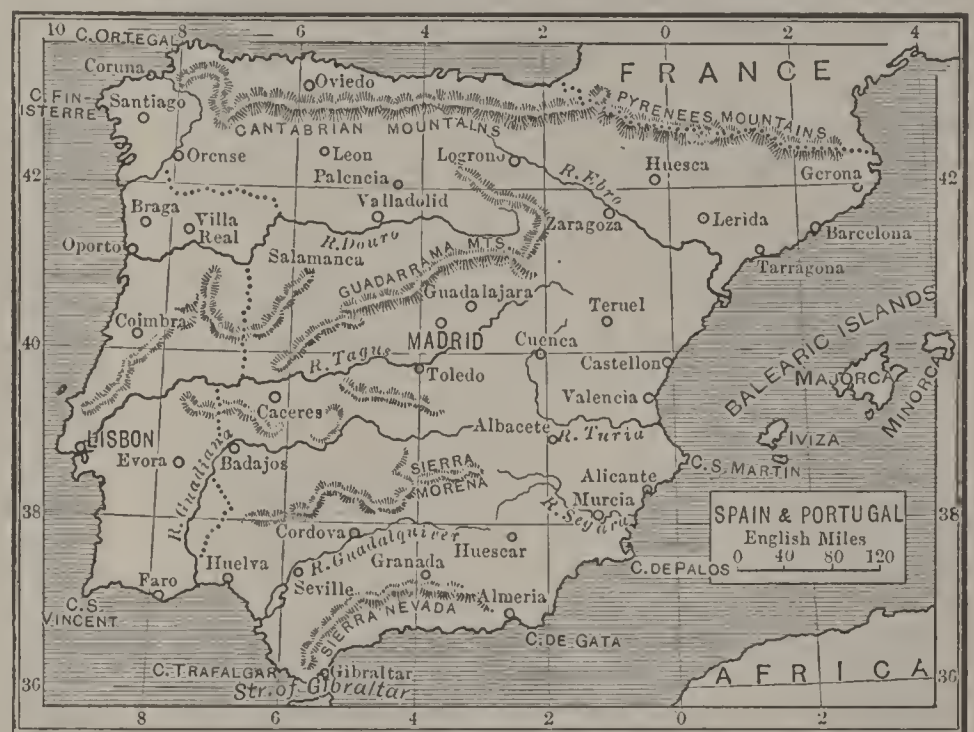 10 8 6 4 2 0 2 4
C.ORTEGAL
Coruna
Oviedo
FRANCE
C. FIN-
ISTERRE
Santiago
CANTABRIAN MOUNTAINS
PYRENEES MOUNTAINS
Orense
Leon
Logrono
Huesca
Gerona
42
42
Palencia
R. Ebro
Braga
Villa
Real
Valladolid
Zaragoza
Lerida
Barcelona
Oporto
R. Douro
Salamanca
GUADARRAMA MTS.
Tarragona
Guadalajara
Teruel
Coimbra
MADRID
Cuenca
40
40
R. Tagus
Toledo
Castellon
BALEARIC ISLANDS
MAJORCA
MINORCA
Caceres
Valencia
LISBON
Albacete
R. Turia
IVIZA
Evora
Badajos
C.S. MARTIN
R. Guadiana
SIERRA
MORENA
Alicante
Murcia
R. Segura
38
38
SPAIN & PORTUGAL
English Miles
0 40 80 120
Cordova
R. Guadalquiver
Huescar
C. DE PALOS
Faro
Huelva
Seville
Granada
C.S.
VINCENT
SIERRA NEVADA
Almeria
C. DE GATA
C. TRAFALGAR
Gibraltar
Str. of Gibraltar
AFRICA
36
36
8 6 4 2 0 2